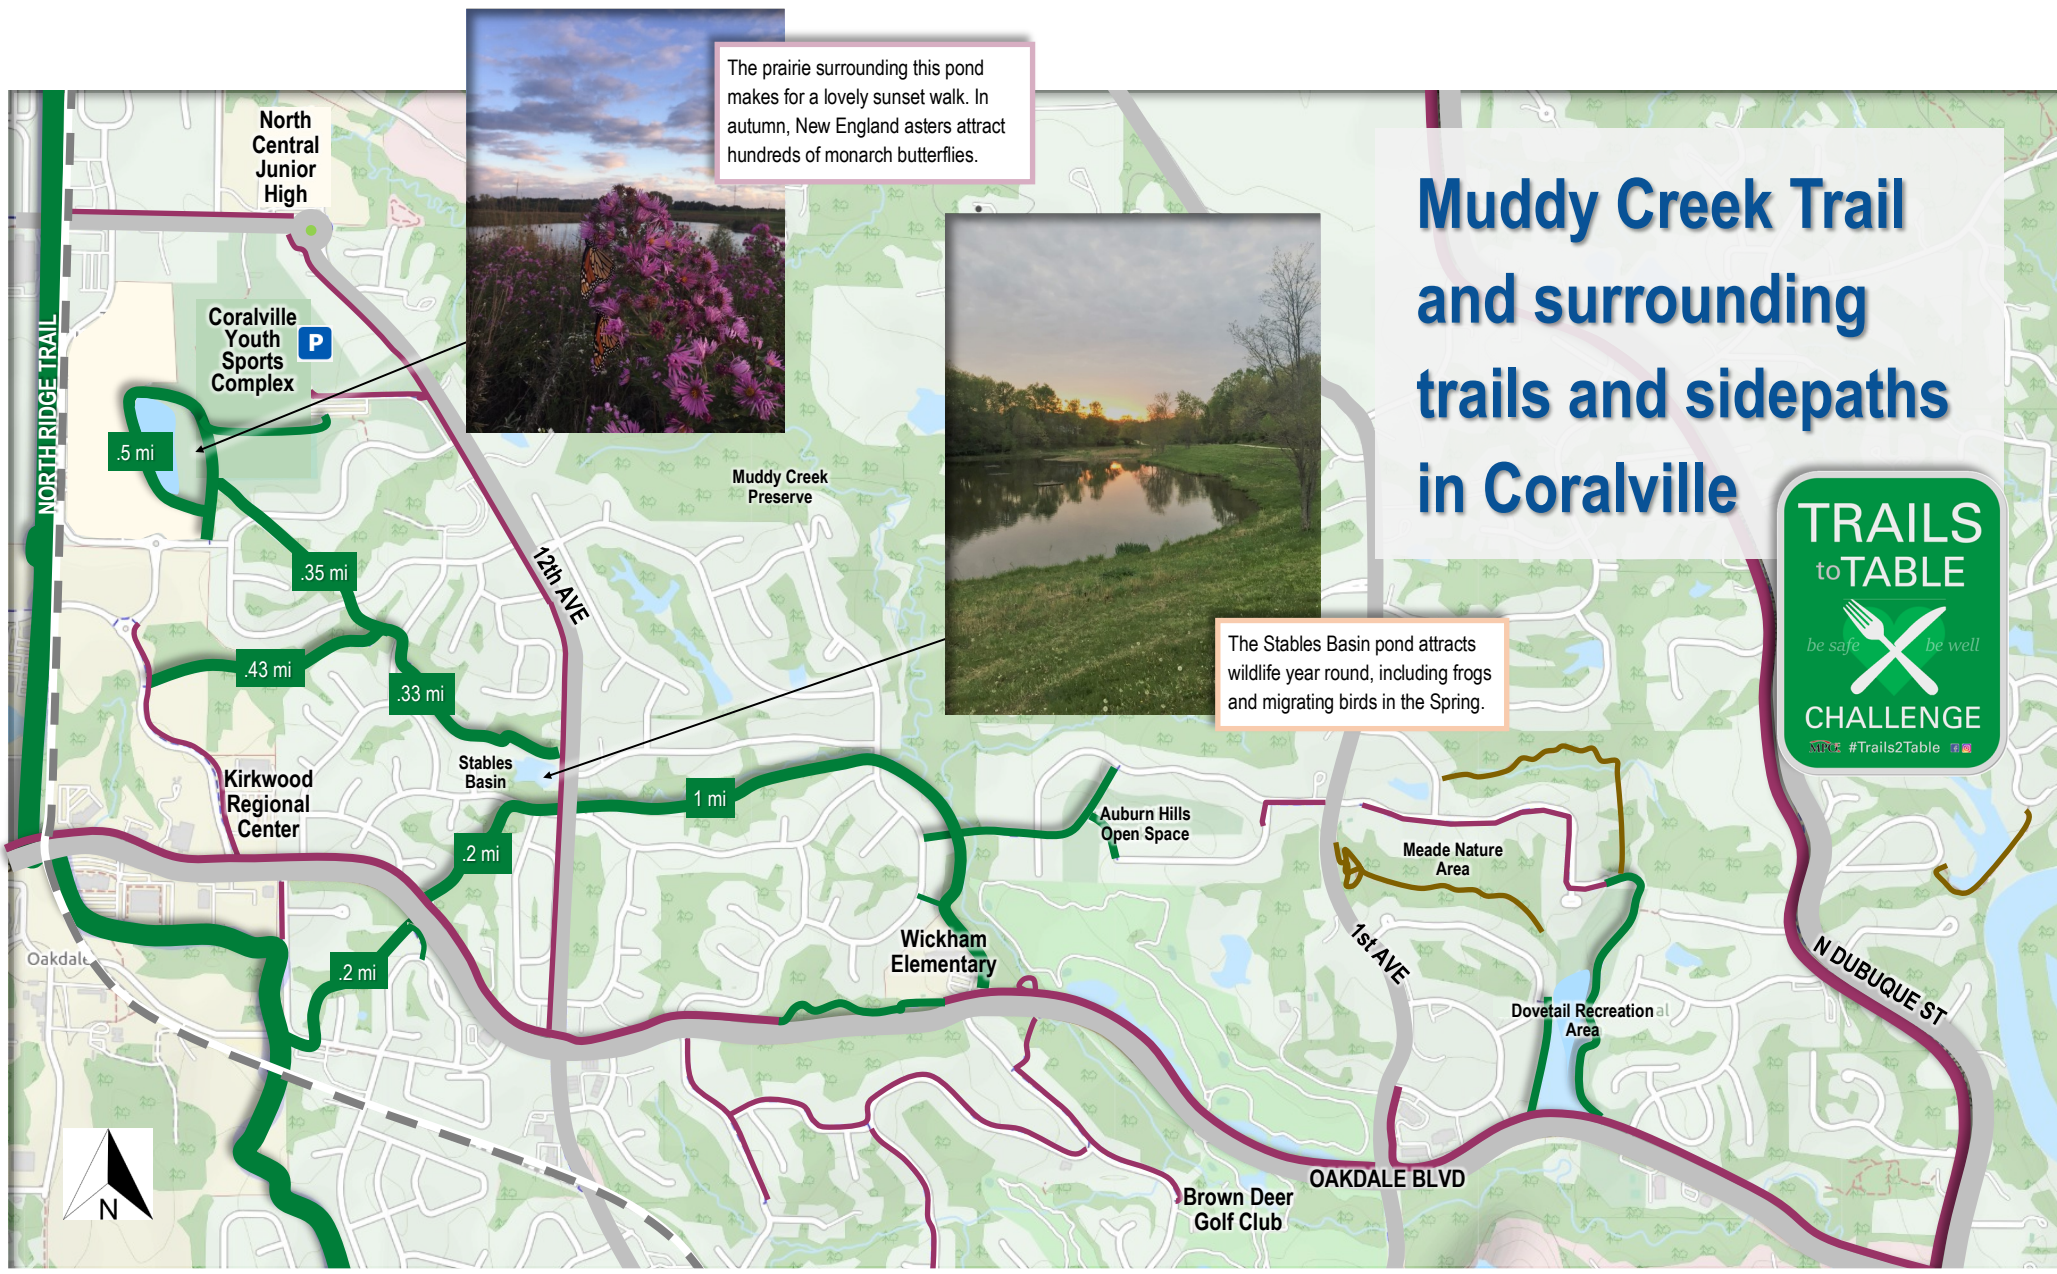 The prairie surrounding this pond
makes for a lovely sunset walk. In
autumn, New England asters attract
hundreds of monarch butterflies.
North
Central
Junior
High
Muddy Creek Trail
and surrounding
trails and sidepaths
in Coralville
Coralville
Youth
Sports
Complex
P
NORTH RIDGE TRAIL
.5 mi
Muddy Creek
Preserve
TRAILS
to TABLE
be safe
be well
CHALLENGE
MPO
#Trails2Table
.35 mi
12th AVE
.43 mi
.33 mi
The Stables Basin pond attracts
wildlife year round, including frogs
and migrating birds in the Spring.
Stables
Basin
Kirkwood
Regional
Center
1 mi
.2 mi
Auburn Hills
Open Space
Meade Nature
Area
Wickham
Elementary
1st AVE
N DUBUQUE ST
Oakdale
.2 mi
Dovetail Recreation
Area
al
OAKDALE BLVD
Brown Deer
Golf Club
N